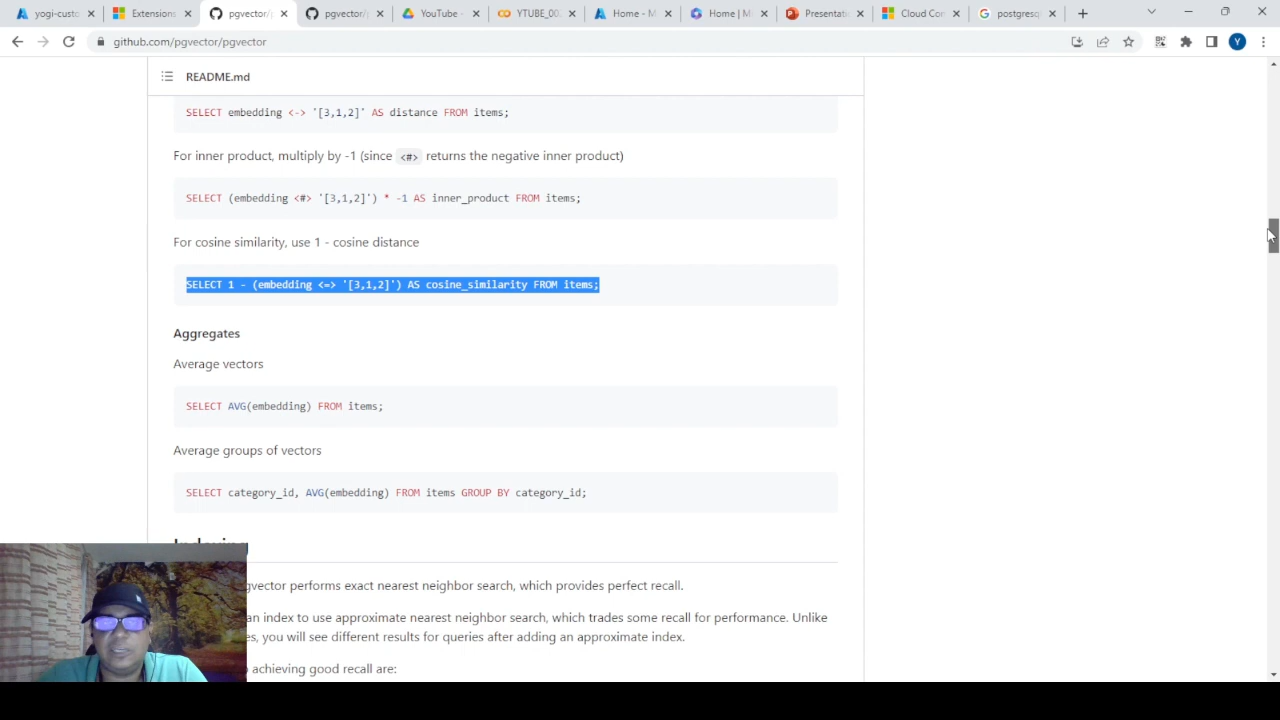 yogi-custo
Extensions
pgvector/p
pgvector/p
YouTube -
YTUBE_00
Home - M
Home | M
Presentati
Cloud Con
postgresq
github.com/pgvector/pgvector
Y
README.md
SELECT embedding <-> '[3,1,2]' AS distance FROM items;
For inner product, multiply by -1 (since <#> returns the negative inner product)
SELECT (embedding <#> '[3,1,2]') * -1 AS inner_product FROM items;
For cosine similarity, use 1 - cosine distance
SELECT 1 - (embedding <=> '[3,1,2]') AS cosine_similarity FROM items;
Aggregates
Average vectors
SELECT AVG(embedding) FROM items;
Average groups of vectors
SELECT category_id, AVG(embedding) FROM items GROUP BY category_id;
Indexing
gvector performs exact nearest neighbor search, which provides perfect recall.
an index to use approximate nearest neighbor search, which trades some recall for performance. Unlike
es, you will see different results for queries after adding an approximate index.
achieving good recall are: